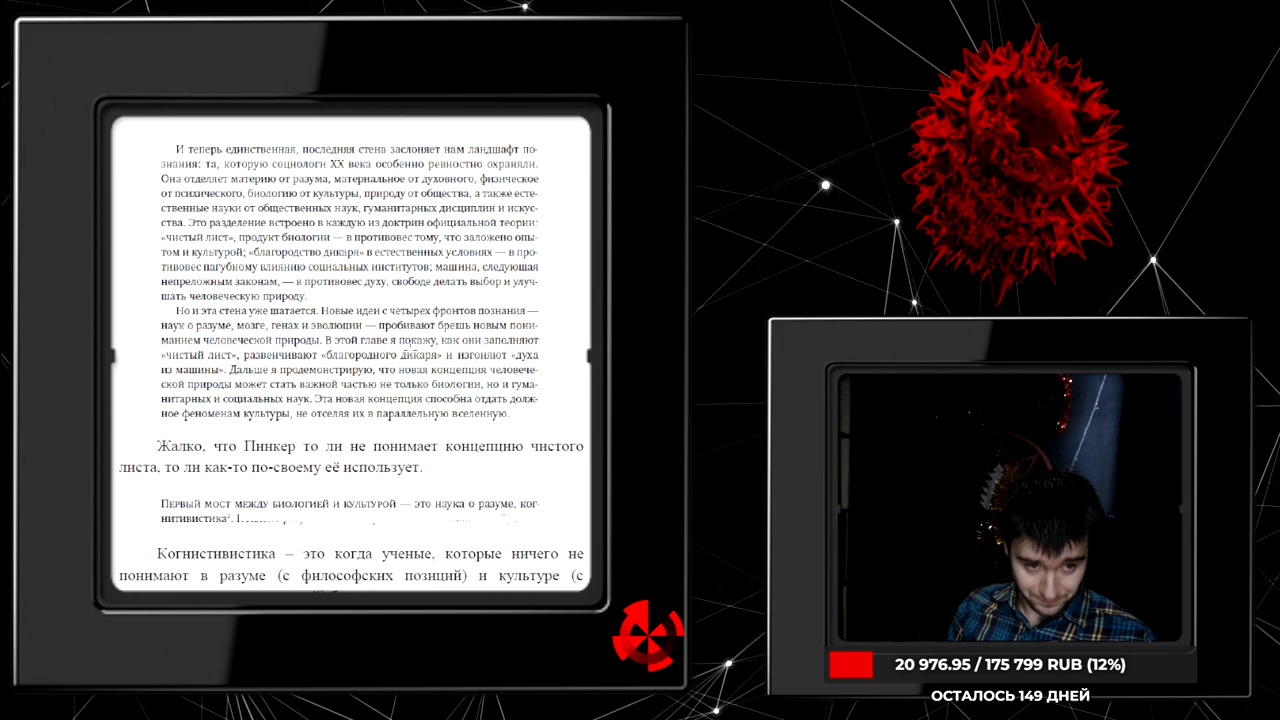 И теперь единственная, последняя стена заслоняет нам ландшафт по-
знания: та, которую социологи XX века особенно ревностно охраняли.
Она отделяет материю от разума, материальное от духовного, физическое
от психического, биологию от культуры, природу от общества, а также есте-
ственные науки от общественных наук, гуманитарных дисциплин и искус-
ства. Это разделение встроено в каждую из доктрин официальной теории:
«чистый лист», продукт биологии — в противовес тому, что заложено опы-
том и культурой; «благородство дикаря» в естественных условиях — в про-
тивовес пагубному влиянию социальных институтов; машина, следующая
непреложным законам, — в противовес духу, свободе делать выбор и улуч-
шать человеческую природу.
Но и эта стена уже шатается. Новые идеи с четырех фронтов познания —
наук о разуме, мозге, генах и эволюции — пробивают брешь новым пони-
манием человеческой природы. В этой главе я покажу, как они заполняют
«чистый лист», развенчивают «благородного дикаря» и изгоняют «духа
из машины». Дальше я продемонстрирую, что новая концепция человече-
ской природы может стать важной частью не только биологии, но и гума-
нитарных и социальных наук. Эта новая концепция способна отдать долж-
ное феноменам культуры, не отселяя их в параллельную вселенную.
Жалко, что Пинкер то ли не понимает концепцию чистого
листа, то ли как-то по-своему её использует.
Первый мост между биологией и культурой — это наука о разуме, ког-
нитивистика².
Когнистивистика – это когда ученые, которые ничего не
понимают в разуме (с философских позиций) и культуре (с
20 976.95 / 175 799 RUB (12%)
ОСТАЛОСЬ 149 ДНЕЙ